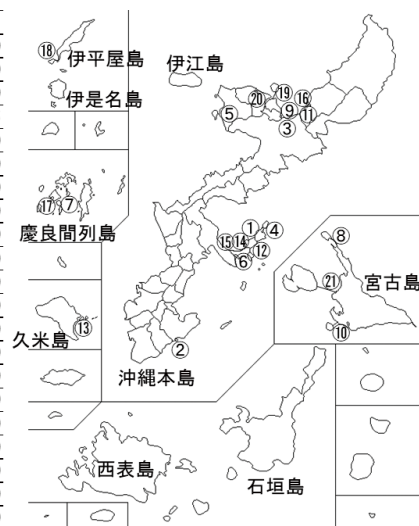 ⑱
伊平屋島
伊江島
伊是名島
⑤
⑳
⑲
⑨
⑯
⑪
③
⑰
⑦
慶良間列島
①
④
⑮
⑭
⑫
⑥
⑧
宮古島
㉑
⑩
⑬
久米島
②
沖縄本島
西表島
石垣島